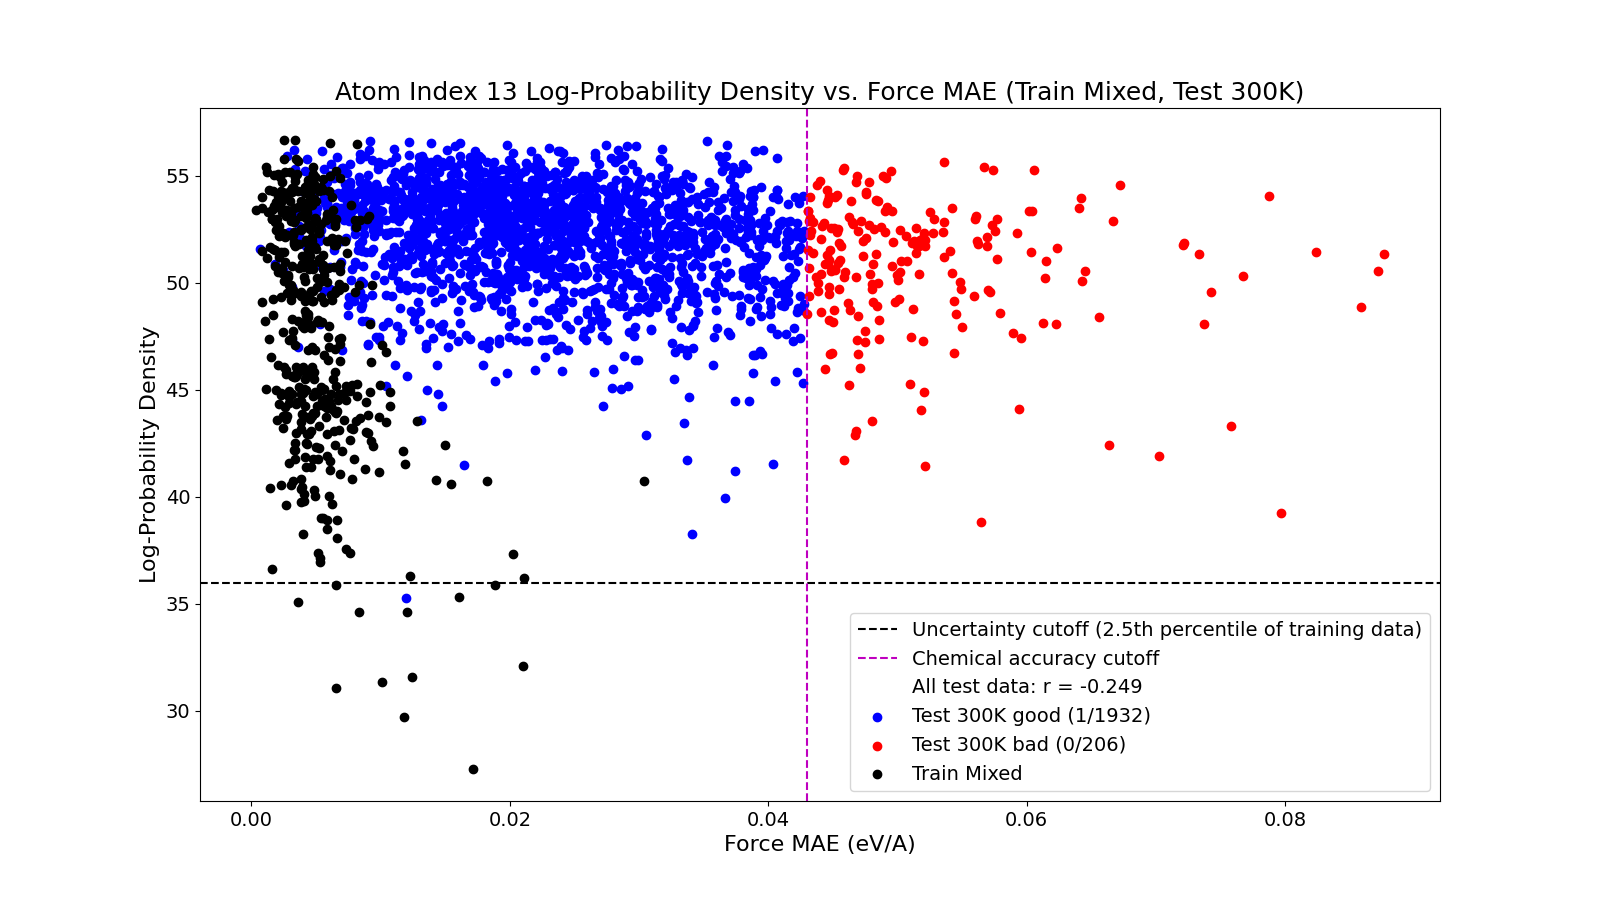 Atom Index 13 Log-Probability Density vs. Force MAE (Train Mixed, Test 300K)
Log-Probability Density
55
50
45
40
35
30
Uncertainty cutoff (2.5th percentile of training data)
Chemical accuracy cutoff
All test data: r = -0.249
Test 300K good (1/1932)
Test 300K bad (0/206)
Train Mixed
0.00 0.02 0.04 0.06 0.08
Force MAE (eV/A)